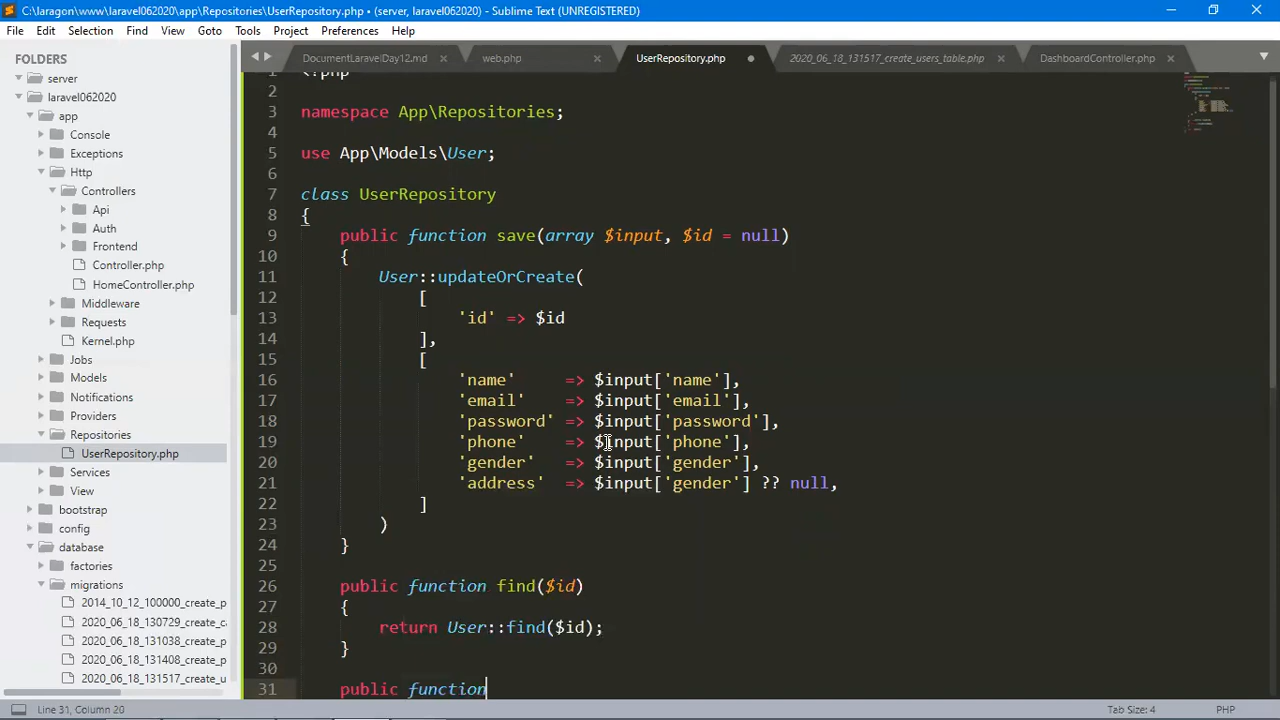 C:\laragon\www\laravel062020\app\Repositories\UserRepository.php • (server, laravel062020) - Sublime Text (UNREGISTERED)
File Edit Selection Find View Goto Tools Project Preferences Help
FOLDERS
server
laravel062020
app
Console
Exceptions
Http
Controllers
Api
Auth
Frontend
Controller.php
HomeController.php
Middleware
Requests
Kernel.php
Jobs
Models
Notifications
Providers
Repositories
UserRepository.php
Services
View
bootstrap
config
database
factories
migrations
2014_10_12_100000_create_p
2020_06_18_130729_create_ca
2020_06_18_131038_create_p
2020_06_18_131408_create_p
2020_06_18_131517_create_u
DocumentLaravelDay12.md web.php UserRepository.php 2020_06_18_131517_create_users_table.php DashboardController.php
1 <?php
2
3 namespace App\Repositories;
4
5 use App\Models\User;
6
7 class UserRepository
8 {
9 public function save(array $input, $id = null)
10 {
11 User::updateOrCreate(
12 [
13 'id' => $id
14 ],
15 [
16 'name' => $input['name'],
17 'email' => $input['email'],
18 'password' => $input['password'],
19 'phone' => $input['phone'],
20 'gender' => $input['gender'],
21 'address' => $input['gender'] ?? null,
22 ]
23 )
24 }
25
26 public function find($id)
27 {
28 return User::find($id);
29 }
30
31 public function
Line 31, Column 20 Tab Size: 4 PHP